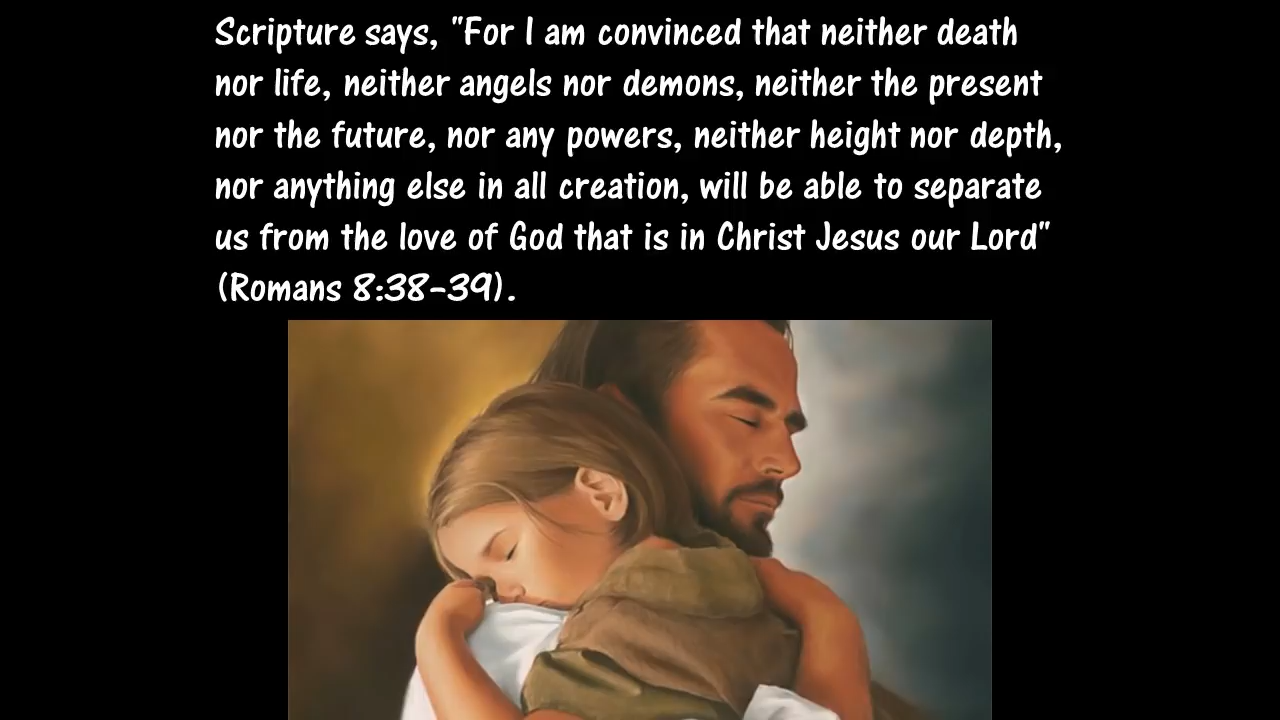 Scripture says, "For I am convinced that neither death
nor life, neither angels nor demons, neither the present
nor the future, nor any powers, neither height nor depth,
nor anything else in all creation, will be able to separate
us from the love of God that is in Christ Jesus our Lord"
(Romans 8:38-39).